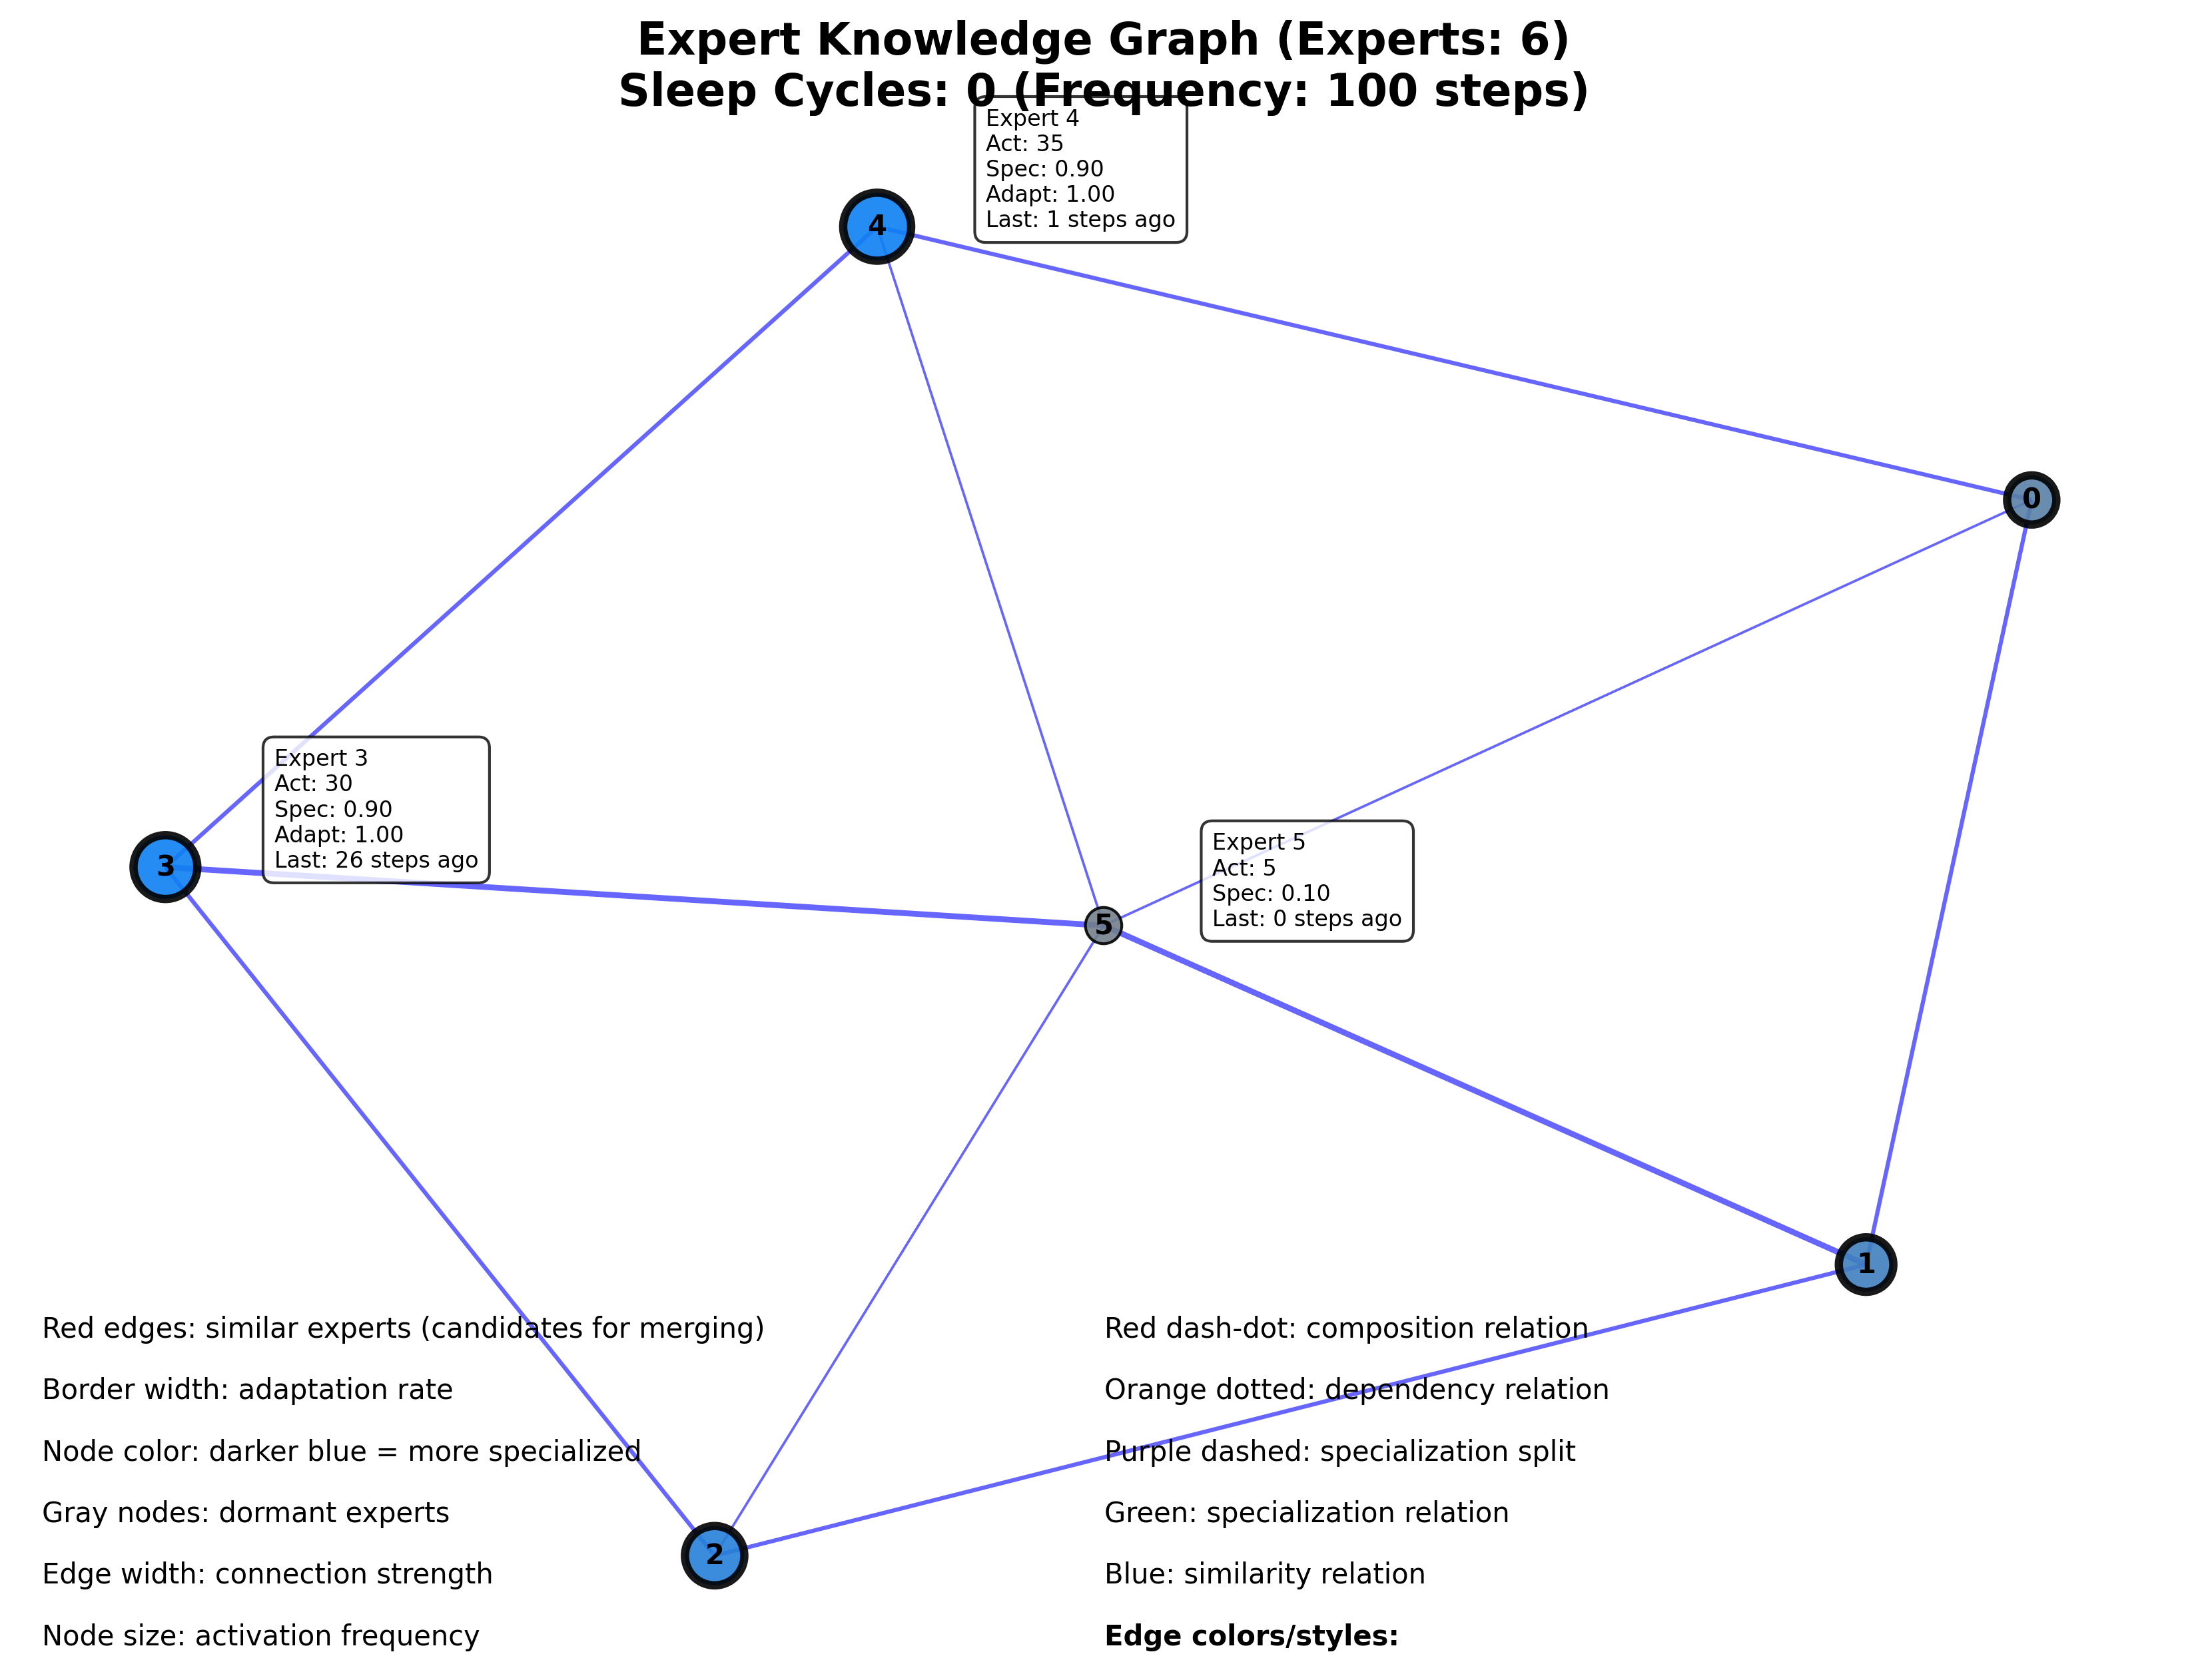 Expert Knowledge Graph (Experts: 6)
Sleep Cycles: 0 (Frequency: 100 steps)
Expert 4
Act: 35
Spec: 0.90
Adapt: 1.00
Last: 1 steps ago
4
0
Expert 3
Act: 30
Spec: 0.90
Adapt: 1.00
Last: 26 steps ago
3
Expert 5
Act: 5
Spec: 0.10
Last: 0 steps ago
5
1
2
Red edges: similar experts (candidates for merging)
Border width: adaptation rate
Node color: darker blue = more specialized
Gray nodes: dormant experts
Edge width: connection strength
Node size: activation frequency
Red dash-dot: composition relation
Orange dotted: dependency relation
Purple dashed: specialization split
Green: specialization relation
Blue: similarity relation
Edge colors/styles: